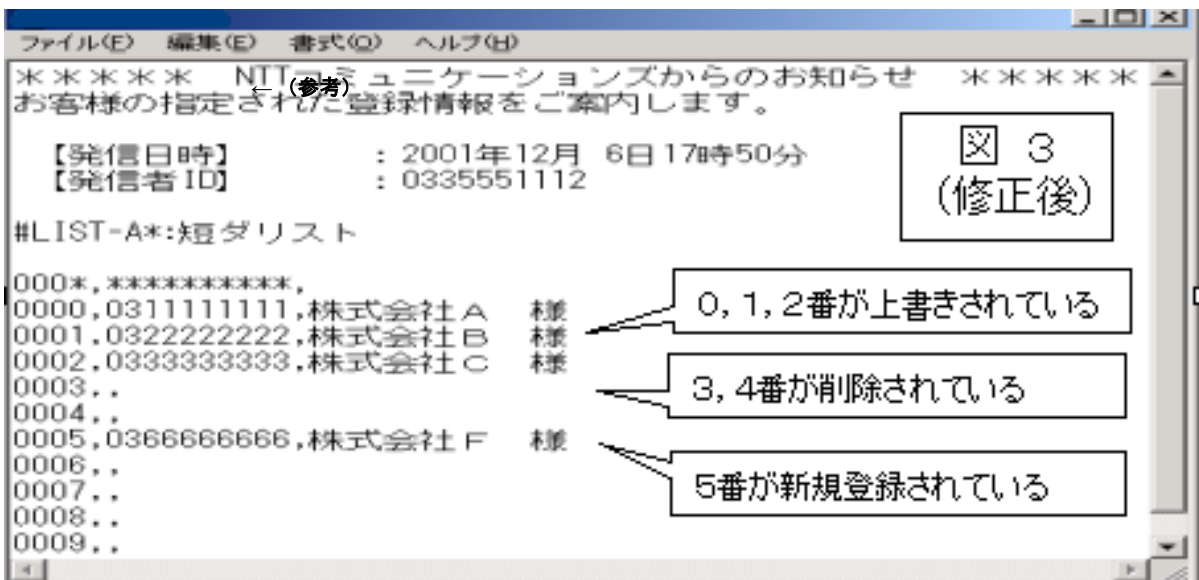 ファイル(F) 編集(E) 書式(O) ヘルプ(H)
＊＊＊＊＊ NTTコミュニケーションズからのお知らせ ＊＊＊＊＊
← (参考)
お客様の指定された登録情報をご案内します。
【発信日時】 : 2001年12月 6日17時50分
【発信者ID】 : 0335551112
図 3
(修正後)
#LIST-A*:短ダリスト
000*,**********,
0000,0311111111,株式会社A 様
0001,0322222222,株式会社B 様
0002,0333333333,株式会社C 様
0003,,
0004,,
0005,0366666666,株式会社F 様
0006,,
0007,,
0008,,
0009,,
0,1,2番が上書きされている
3,4番が削除されている
5番が新規登録されている